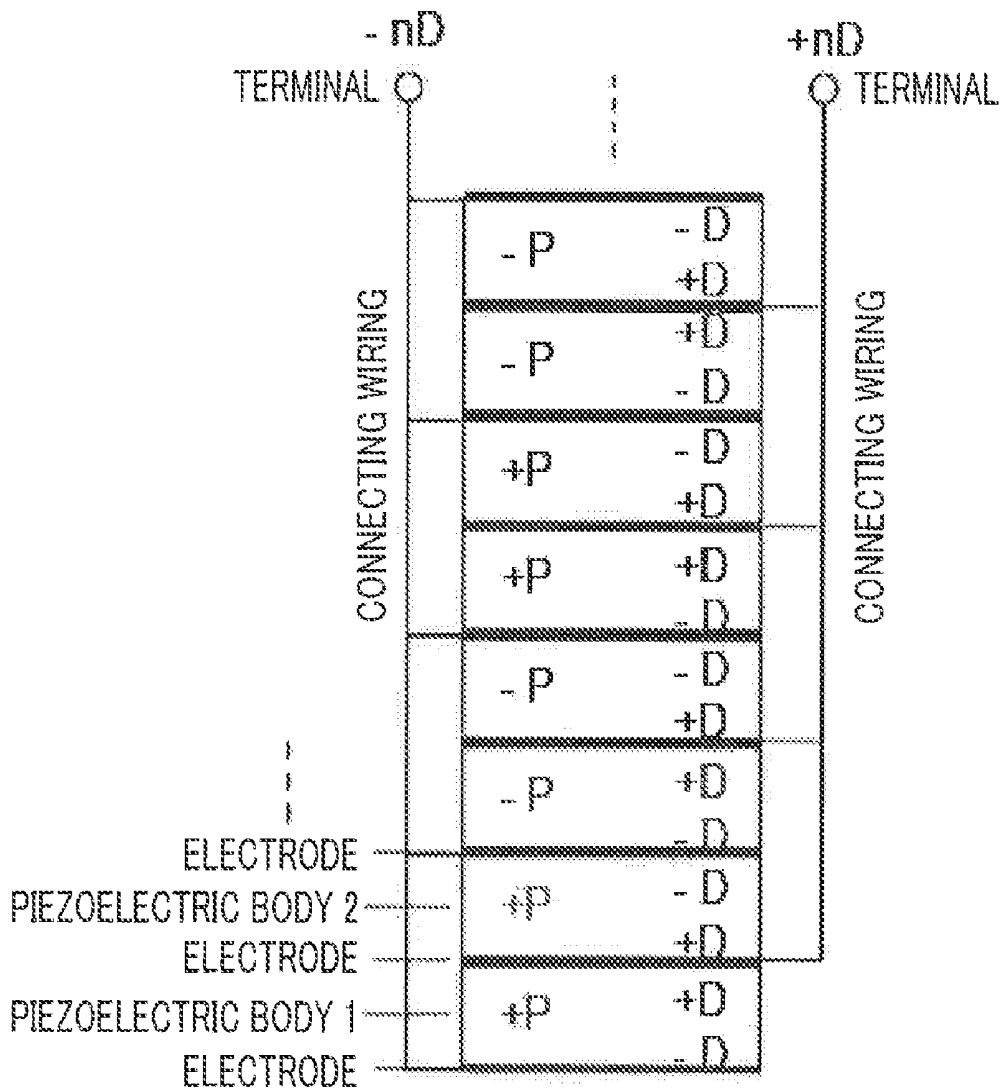 - nD
+nD
TERMINAL
TERMINAL
CONNECTING WIRING
CONNECTING WIRING
- P
- D
+D
- P
+D
- D
+P
- D
+D
+P
+D
- D
- P
- D
+D
- P
+D
- D
ELECTRODE
PIEZOELECTRIC BODY 2
+P
- D
+D
ELECTRODE
PIEZOELECTRIC BODY 1
+P
+D
- D
ELECTRODE